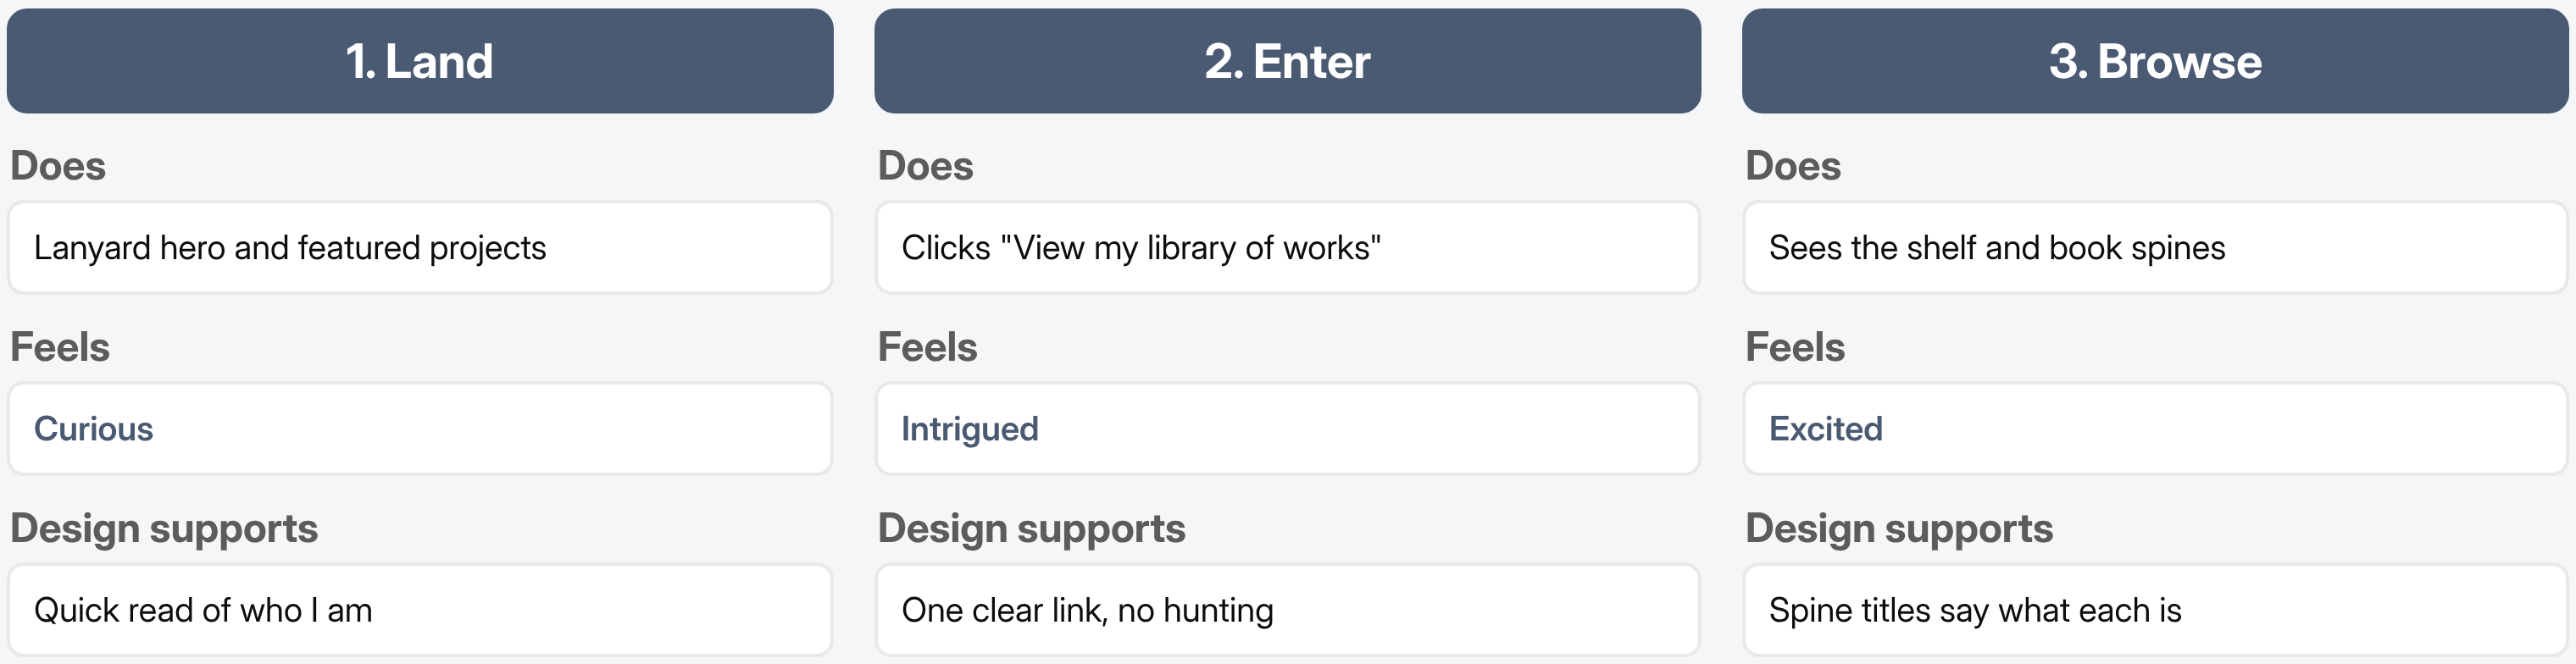 1. Land
Does
Lanyard hero and featured projects
Feels
Curious
Design supports
Quick read of who I am
2. Enter
Does
Clicks "View my library of works"
Feels
Intrigued
Design supports
One clear link, no hunting
3. Browse
Does
Sees the shelf and book spines
Feels
Excited
Design supports
Spine titles say what each is